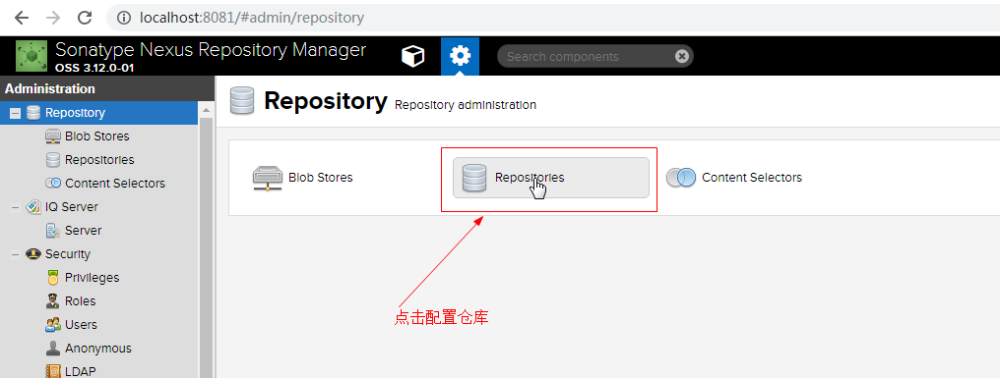 localhost:8081/#admin/repository
Sonatype Nexus Repository Manager
OSS 3.12.0-01
Search components
Administration
Repository
Blob Stores
Repositories
Content Selectors
IQ Server
Server
Security
Privileges
Roles
Users
Anonymous
LDAP
Repository Repository administration
Blob Stores
Repositories
Content Selectors
点击配置仓库